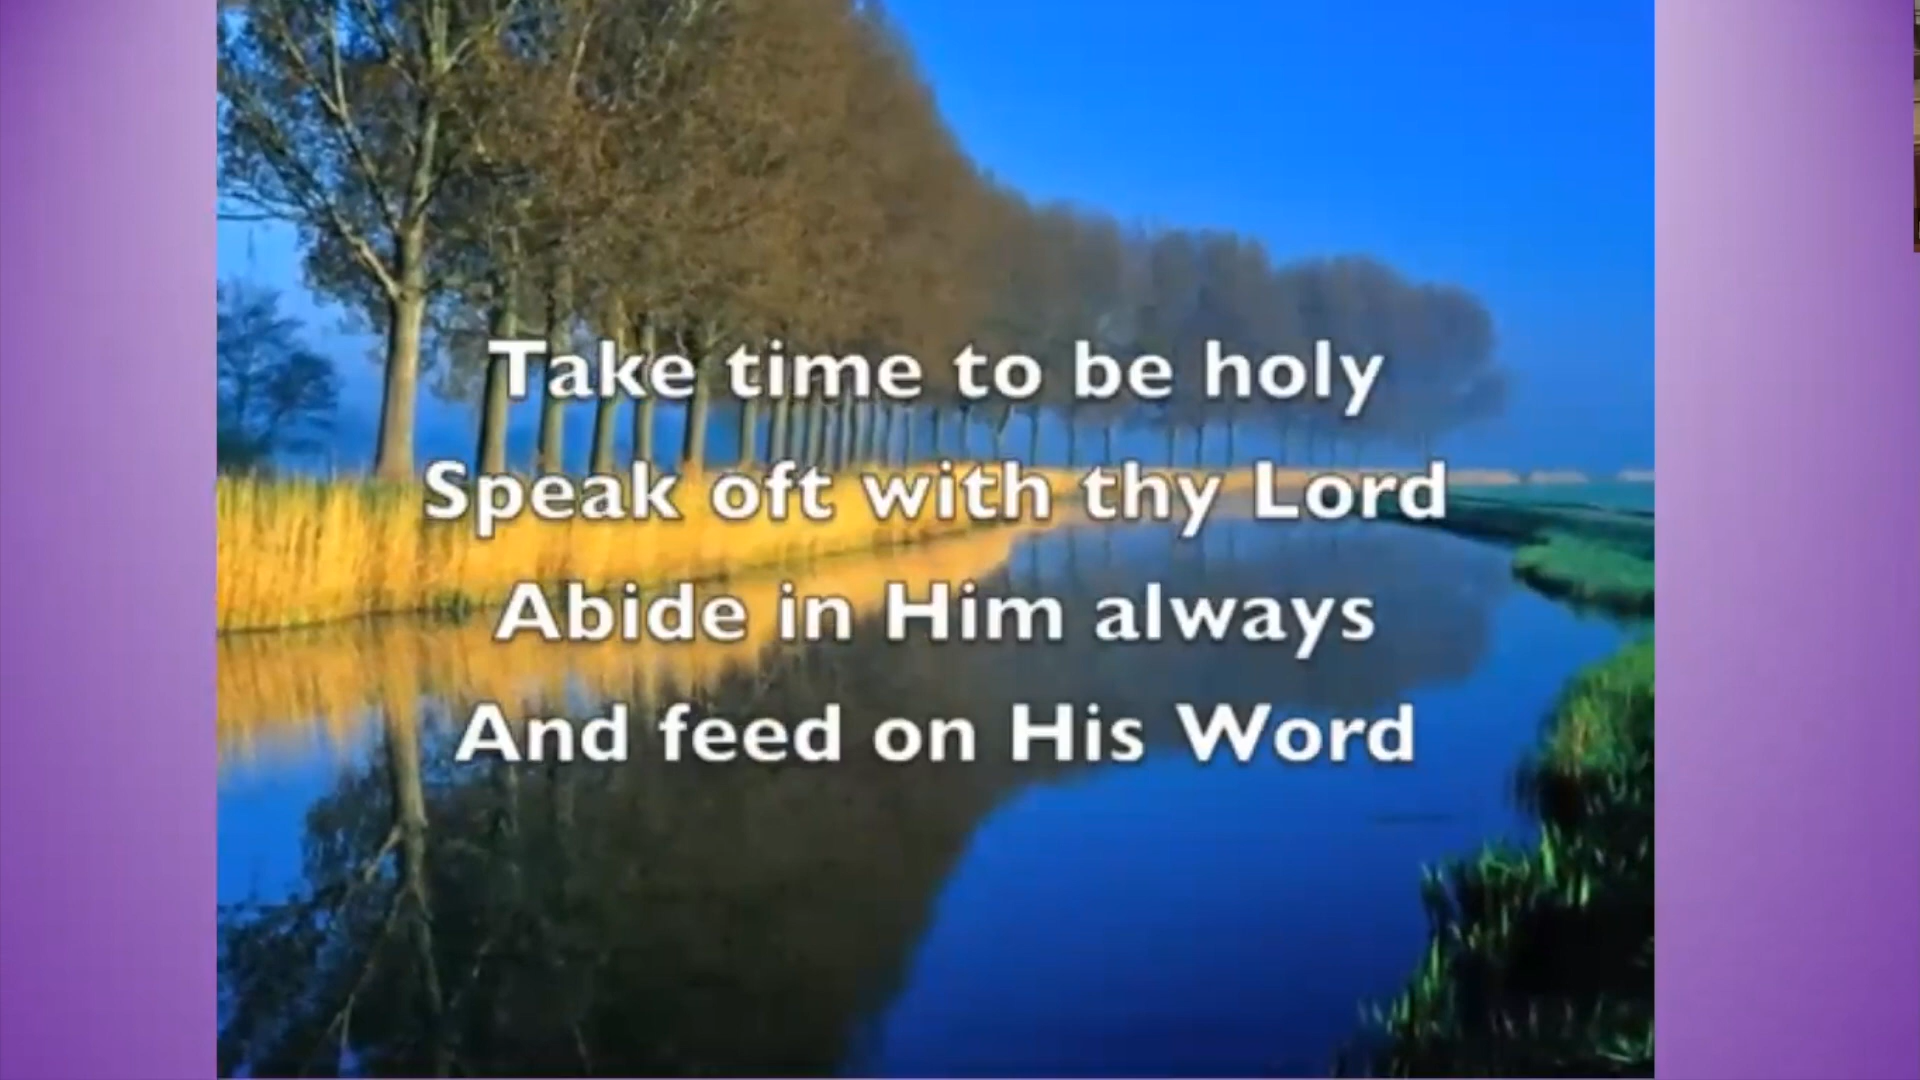 Take time to be holy
Speak oft with thy Lord
Abide in Him always
And feed on His Word